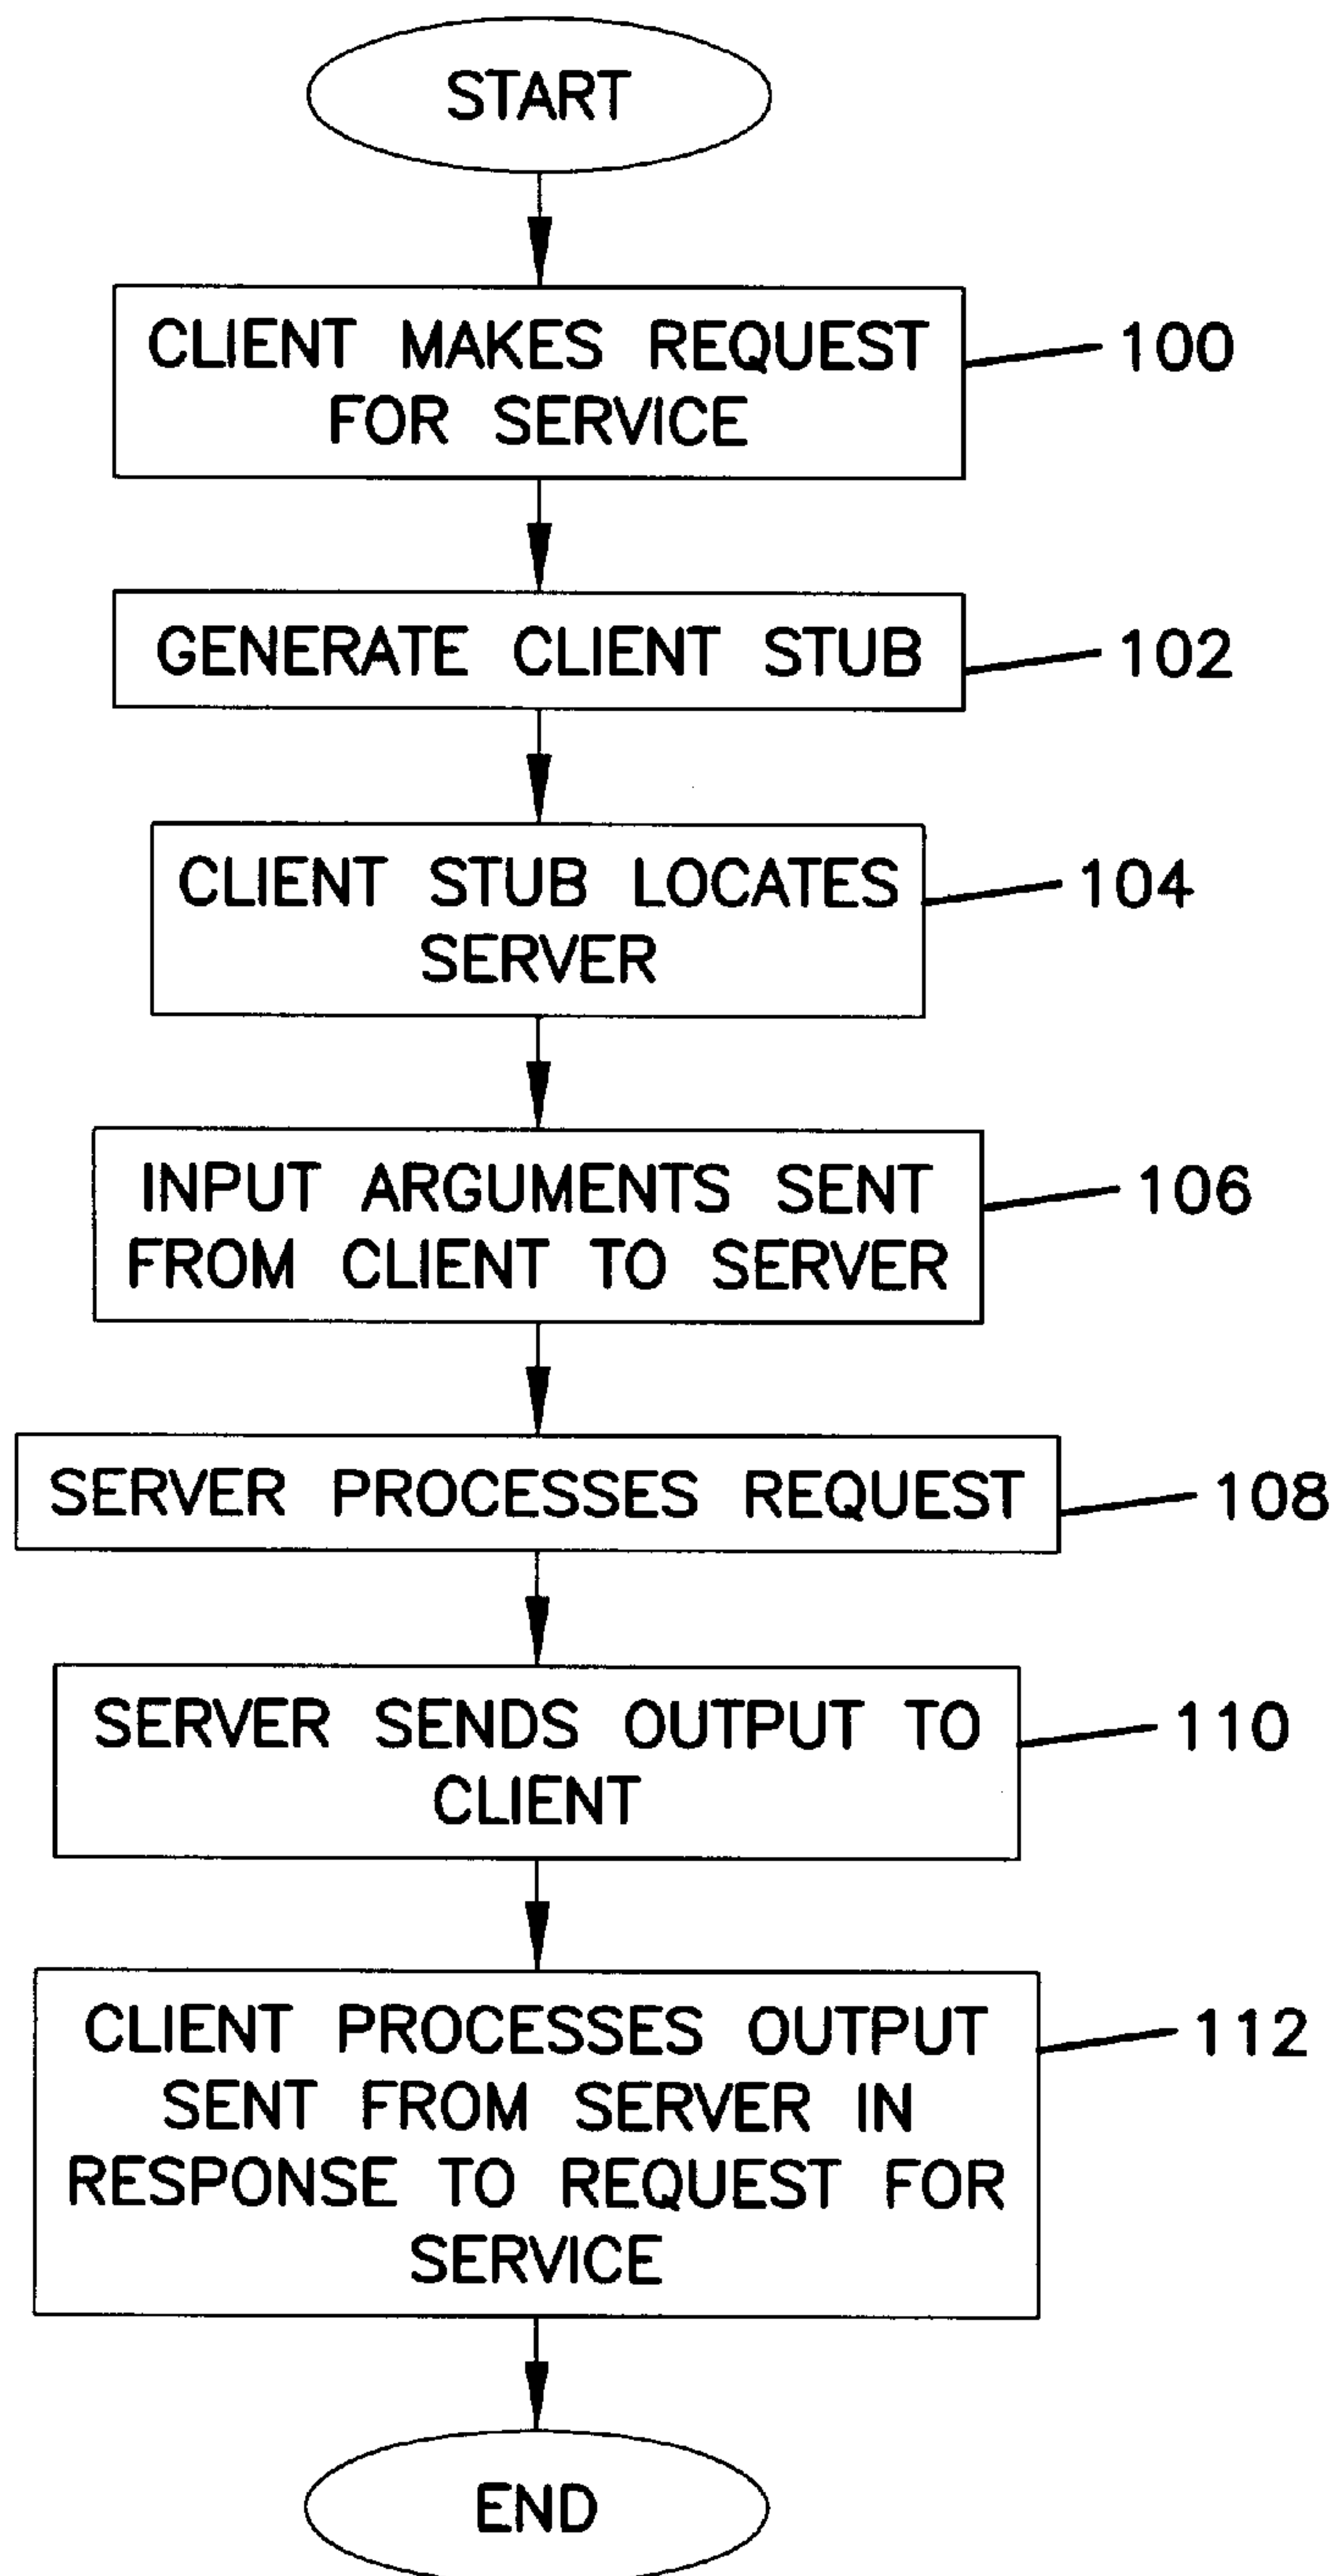 START
CLIENT MAKES REQUEST
FOR SERVICE
100
GENERATE CLIENT STUB
102
CLIENT STUB LOCATES
SERVER
104
INPUT ARGUMENTS SENT
FROM CLIENT TO SERVER
106
SERVER PROCESSES REQUEST
108
SERVER SENDS OUTPUT TO
CLIENT
110
CLIENT PROCESSES OUTPUT
SENT FROM SERVER IN
RESPONSE TO REQUEST FOR
SERVICE
112
END